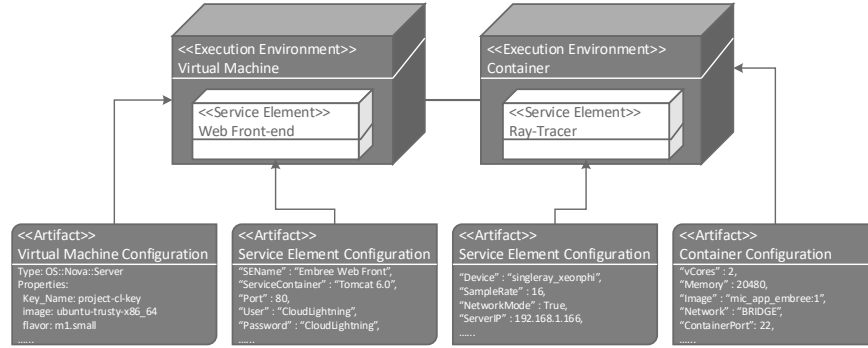 <<Execution Environment>>
Virtual Machine
<<Service Element>>
Web Front-end
<<Execution Environment>>
Container
<<Service Element>>
Ray-Tracer
<<Artifact>>
Virtual Machine Configuration
Type: OS::Nova::Server
Properties:
Key_Name: project-cl-key
image: ubuntu-trusty-x86_64
flavor: m1.small
......
<<Artifact>>
Service Element Configuration
“SEName” : “Embree Web Front”,
“ServiceContainer” : “Tomcat 6.0”,
“Port” : 80,
“User” : “CloudLightning”,
“Password” : “CloudLightning”,
......
<<Artifact>>
Service Element Configuration
“Device” : “singleray_xeonphi”,
“SampleRate” : 16,
“NetworkMode” : True,
“ServerIP” : 192.168.1.166,
......
<<Artifact>>
Container Configuration
“vCores” : 2,
“Memory” : 20480,
“Image” : “mic_app_embree:1”,
“Network” : “BRIDGE”,
“ContainerPort” : 22,
......